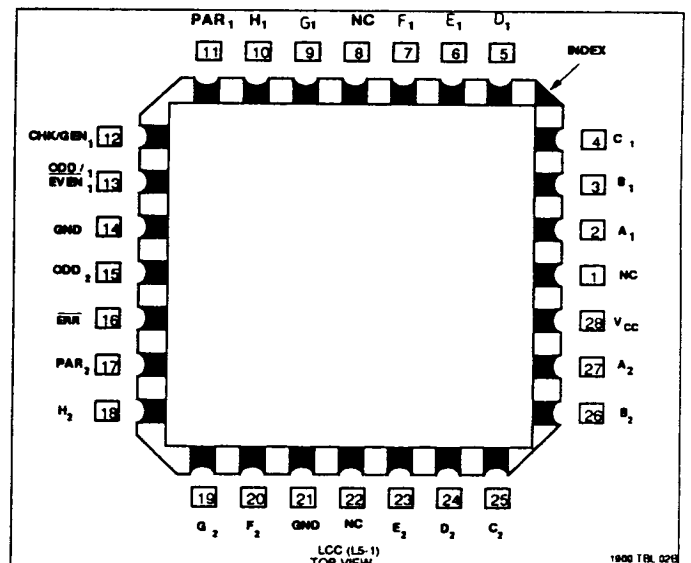 PAR₁ H₁ G₁ NC F₁ E₁ D₁
11 10 9 8 7 6 5
INDEX
CHK/GEN₁ 12
ODD/₁
EVEN₁ 13
GND 14
ODD₂ 15
ERR 16
PAR₂ 17
H₂ 18
4 C₁
3 B₁
2 A₁
1 NC
28 VCC
27 A₂
26 B₂
19 20 21 22 23 24 25
G₂ F₂ GND NC E₂ D₂ C₂
LCC (L5-1)
TOP VIEW
1900 TBL 02B